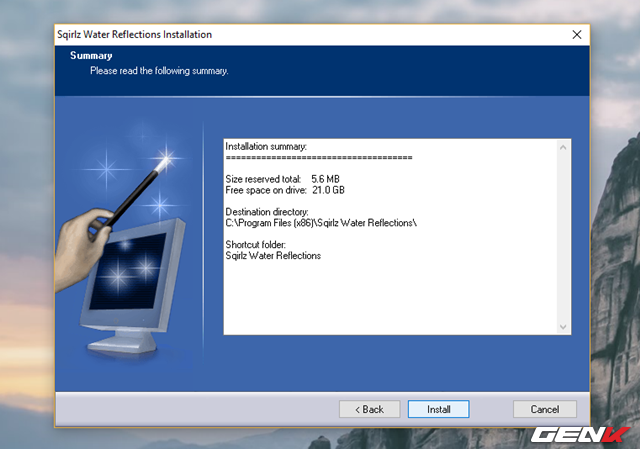 Sqirlz Water Reflections Installation
Summary
Please read the following summary.
Installation summary:
=====================================
Size reserved total: 5.6 MB
Free space on drive: 21.0 GB
Destination directory:
C:\Program Files (x86)\Sqirlz Water Reflections\
Shortcut folder:
Sqirlz Water Reflections
< Back
Install
Cancel
GENK